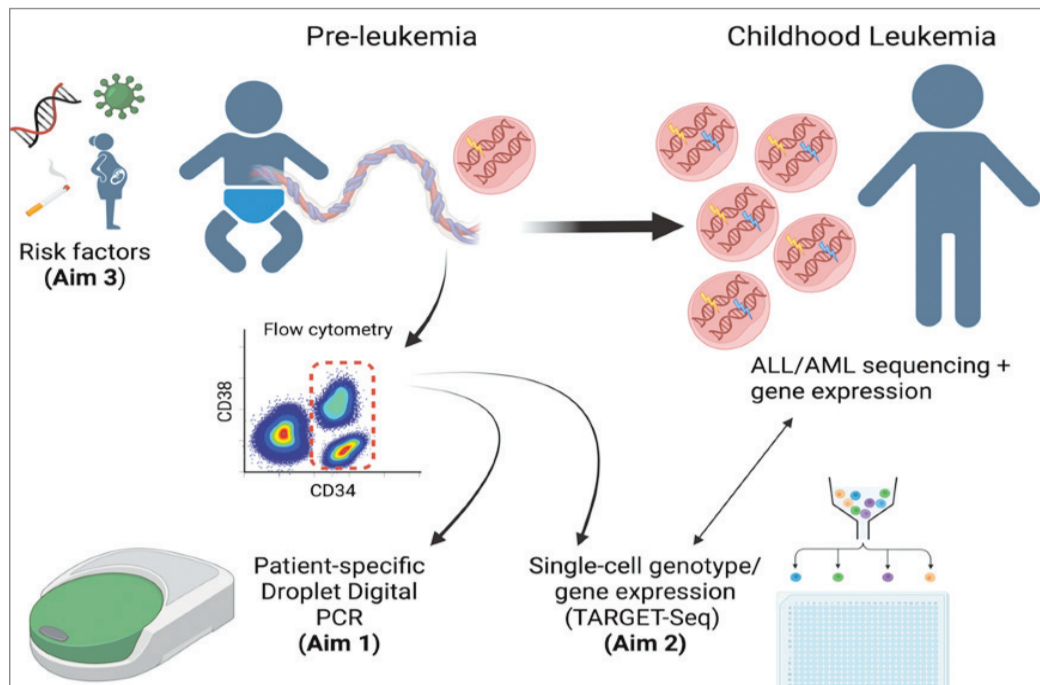 Pre-leukemia
Childhood Leukemia
Risk factors
(Aim 3)
Flow cytometry
CD38
CD34
ALL/AML sequencing +
gene expression
Patient-specific
Droplet Digital
PCR
(Aim 1)
Single-cell genotype/
gene expression
(TARGET-Seq)
(Aim 2)